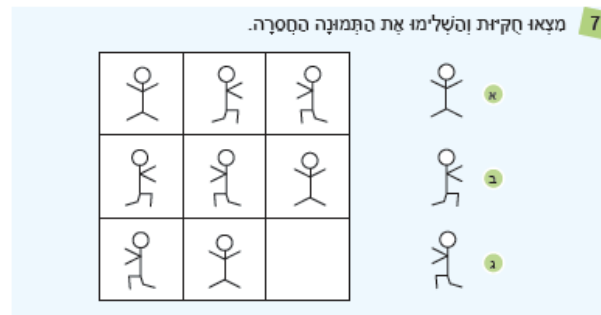 7 מִצְאוּ חֻקִּיּוּת וְהַשְׁלִימוּ אֶת הַתְּמוּנָה הַחֲסֵרָה.
א
ב
ג